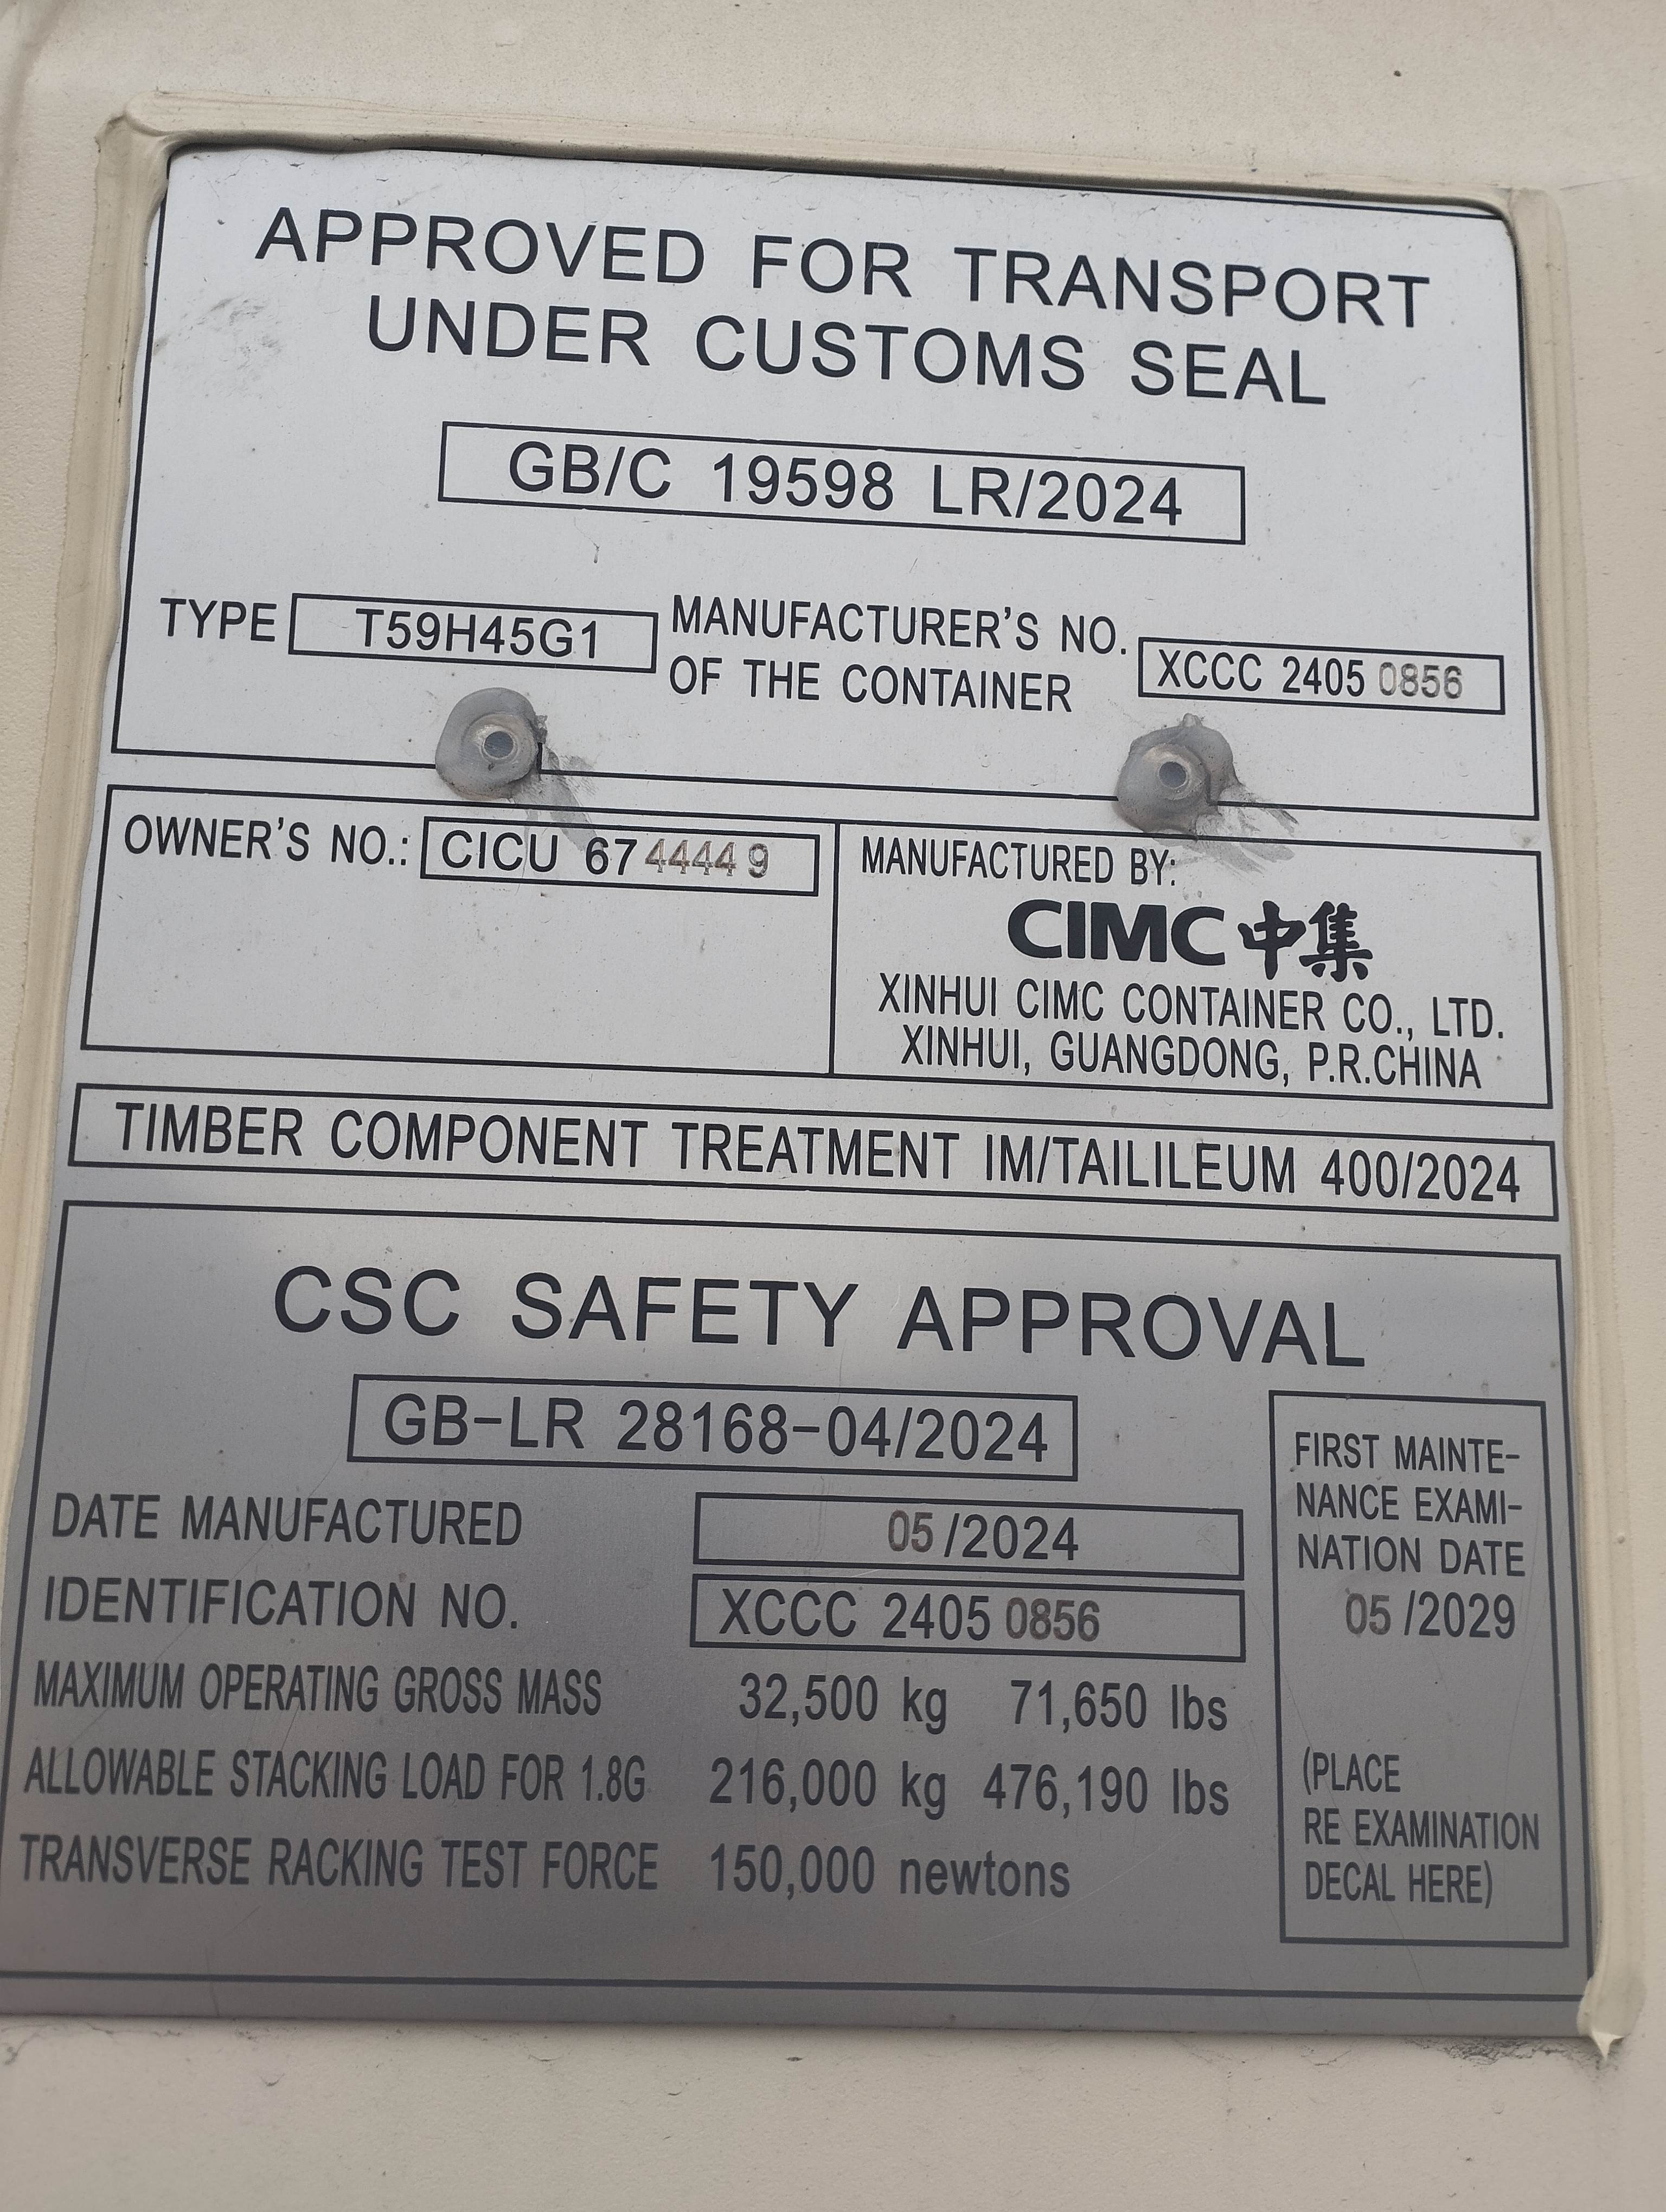 APPROVED FOR TRANSPORT
UNDER CUSTOMS SEAL
GB/C 19598 LR/2024
TYPE T59H45G1
MANUFACTURER'S NO.
OF THE CONTAINER
XCCC 2405 0856
OWNER'S NO.: CICU 67 4444 9
MANUFACTURED BY:
CIMC 中集
XINHUI CIMC CONTAINER CO., LTD.
XINHUI, GUANGDONG, P.R.CHINA
TIMBER COMPONENT TREATMENT IM/TAILILEUM 400/2024
CSC SAFETY APPROVAL
GB-LR 28168-04/2024
DATE MANUFACTURED 05 /2024
IDENTIFICATION NO. XCCC 2405 0856
MAXIMUM OPERATING GROSS MASS 32,500 kg 71,650 lbs
ALLOWABLE STACKING LOAD FOR 1.8G 216,000 kg 476,190 lbs
TRANSVERSE RACKING TEST FORCE 150,000 newtons
FIRST MAINTE-
NANCE EXAMI-
NATION DATE
05 /2029
(PLACE
RE EXAMINATION
DECAL HERE)